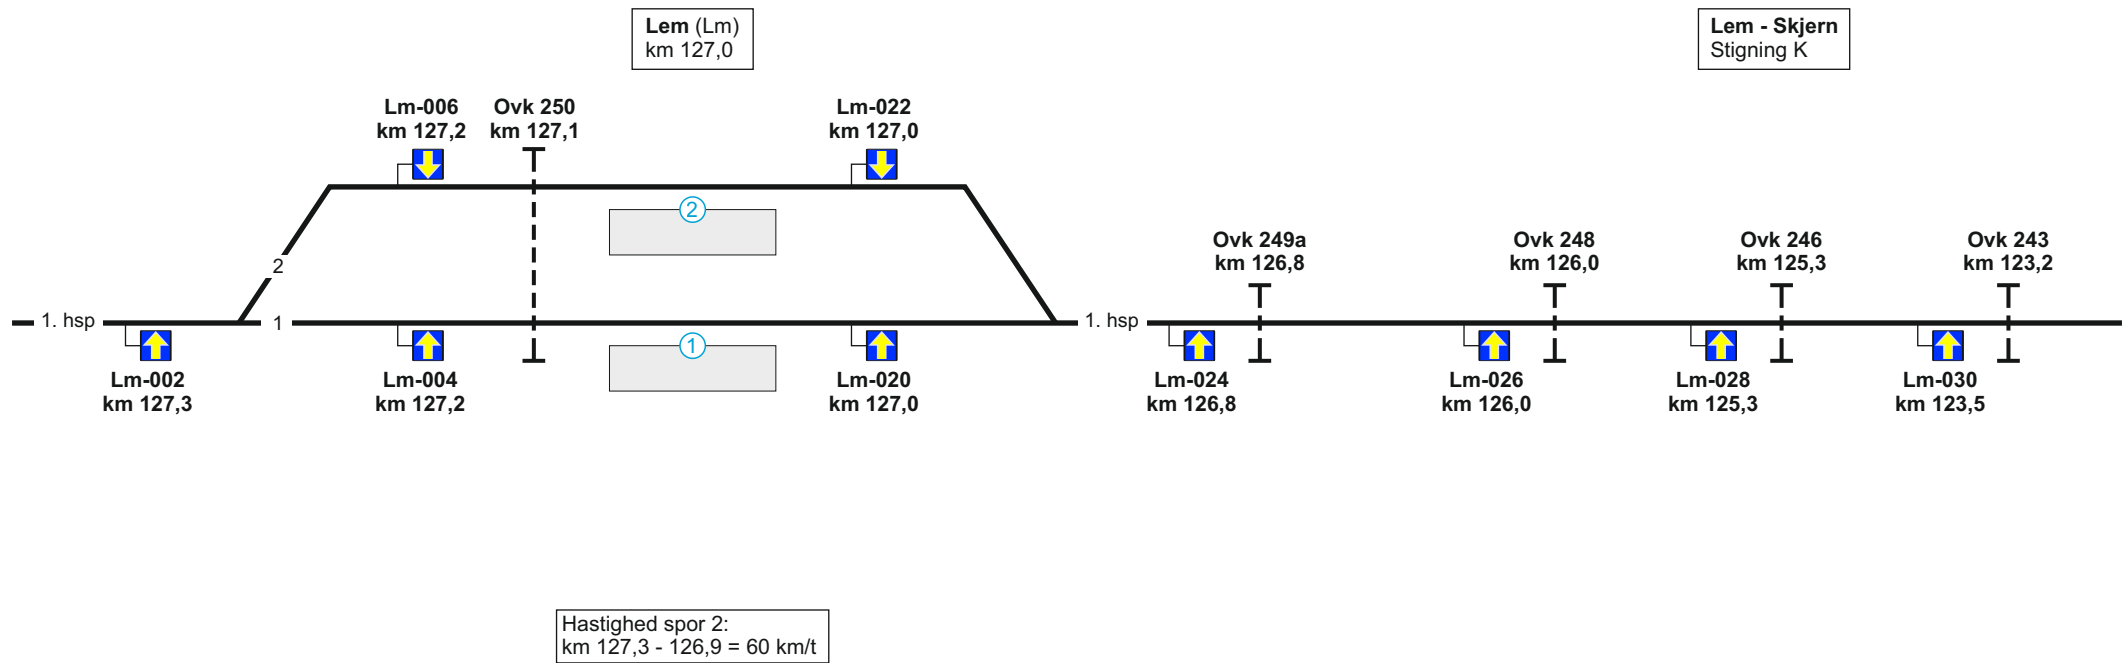 Lem (Lm)
km 127,0
Lem - Skjern
Stigning K
Lm-006
km 127,2
Ovk 250
km 127,1
Lm-022
km 127,0
2
2
Ovk 249a
km 126,8
Ovk 248
km 126,0
Ovk 246
km 125,3
Ovk 243
km 123,2
1. hsp
1
1. hsp
1
Lm-002
km 127,3
Lm-004
km 127,2
Lm-020
km 127,0
Lm-024
km 126,8
Lm-026
km 126,0
Lm-028
km 125,3
Lm-030
km 123,5
Hastighed spor 2:
km 127,3 - 126,9 = 60 km/t